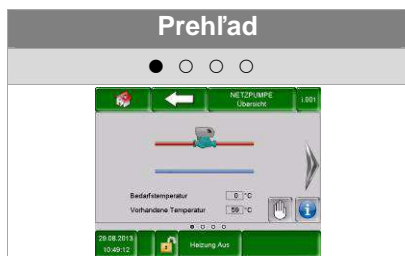 Prehľad
NETZPUMPE
Übersicht
i.001
Bedarfstemperatur 0 °C
Vorhandene Temperatur 59 °C
29.08.2013
10:49:12
Heizung Aus